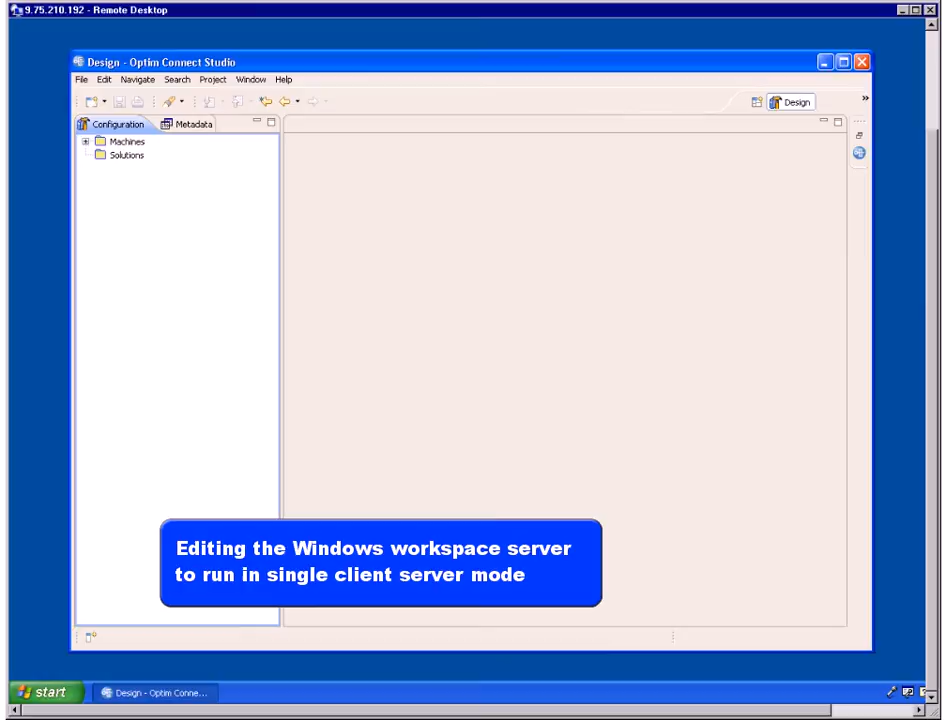 9.75.210.192 - Remote Desktop
Design - Optim Connect Studio
File Edit Navigate Search Project Window Help
Design
»
Configuration Metadata
Machines
Solutions
Editing the Windows workspace server
to run in single client server mode
start Design - Optim Conne...